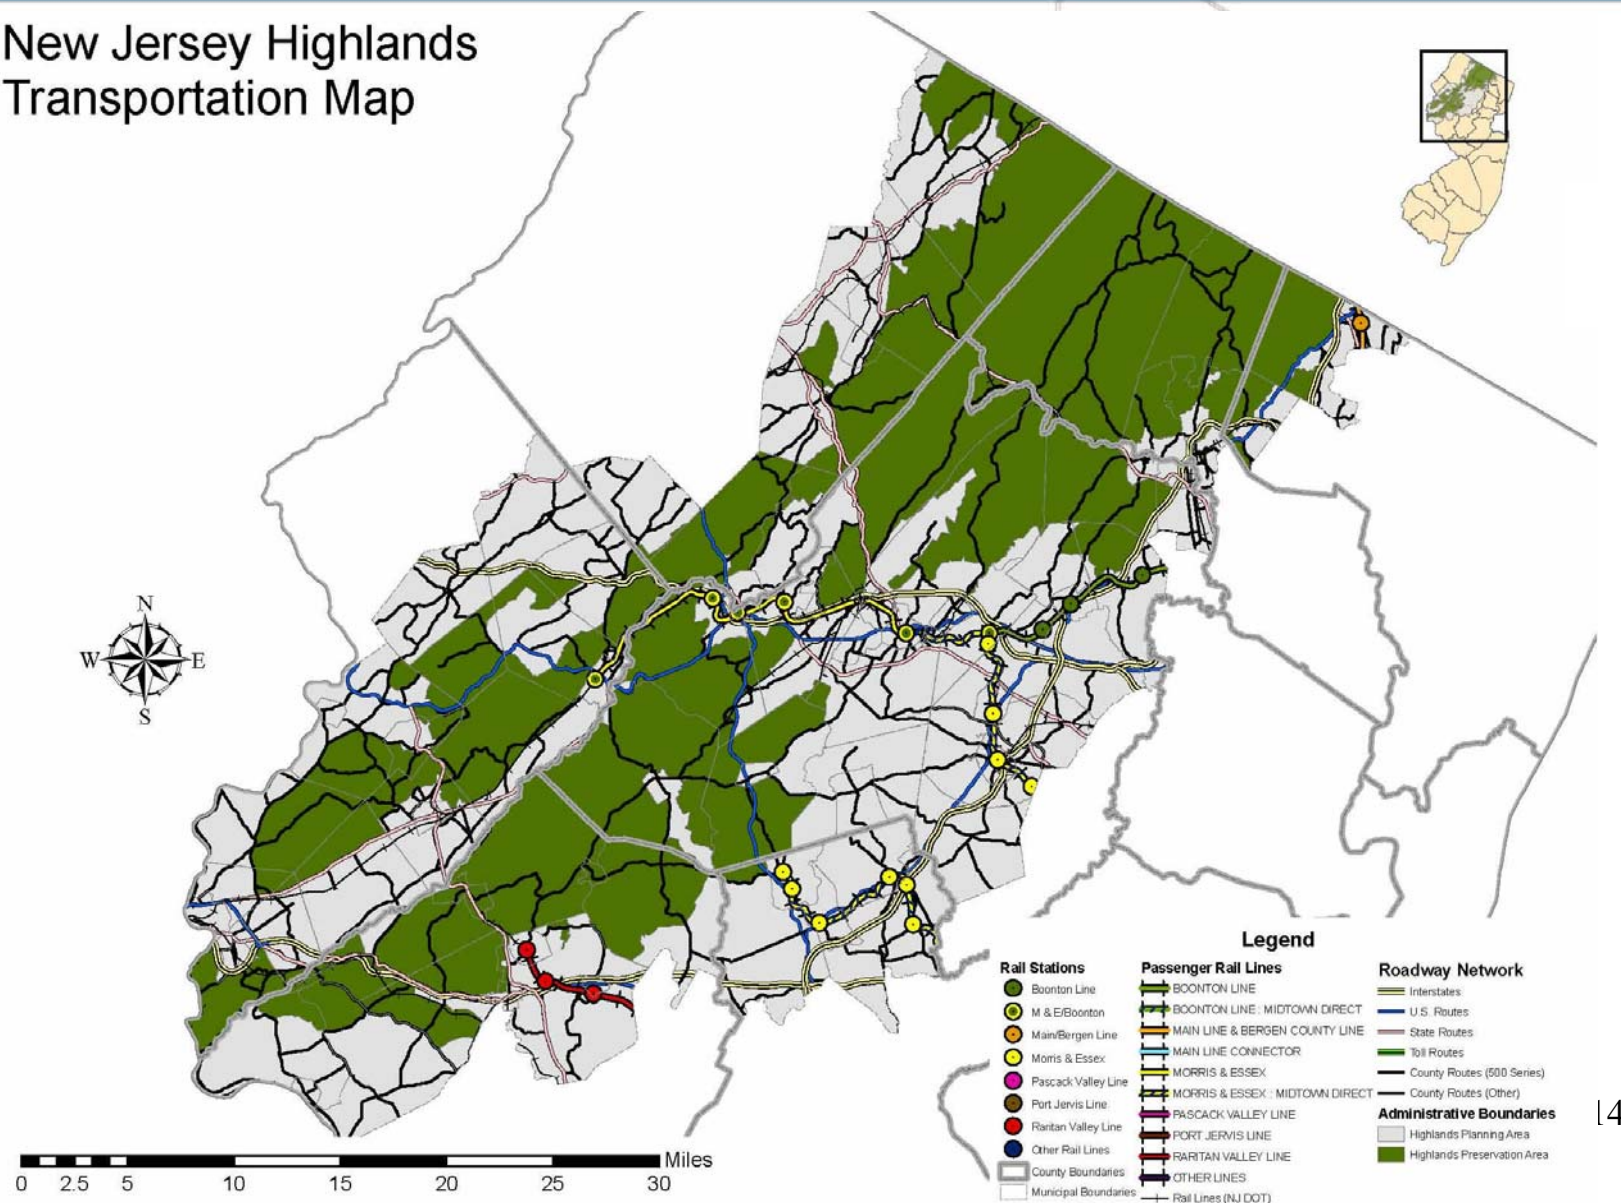 New Jersey Highlands
Transportation Map
N
W
E
S
0 2.5 5 10 15 20 25 30
Miles
Legend
Rail Stations
Boonton Line
M & E/Boonton
Main/Bergen Line
Morris & Essex
Pascack Valley Line
Port Jervis Line
Raritan Valley Line
Other Rail Lines
County Boundaries
Municipal Boundaries
Passenger Rail Lines
BOONTON LINE
BOONTON LINE : MIDTOWN DIRECT
MAIN LINE & BERGEN COUNTY LINE
MAIN LINE CONNECTOR
MORRIS & ESSEX
MORRIS & ESSEX : MIDTOWN DIRECT
PASCACK VALLEY LINE
PORT JERVIS LINE
RARITAN VALLEY LINE
OTHER LINES
Rail Lines (NJ DOT)
Roadway Network
Interstates
U.S. Routes
State Routes
Toll Routes
County Routes (500 Series)
County Routes (Other)
Administrative Boundaries
Highlands Planning Area
Highlands Preservation Area
14